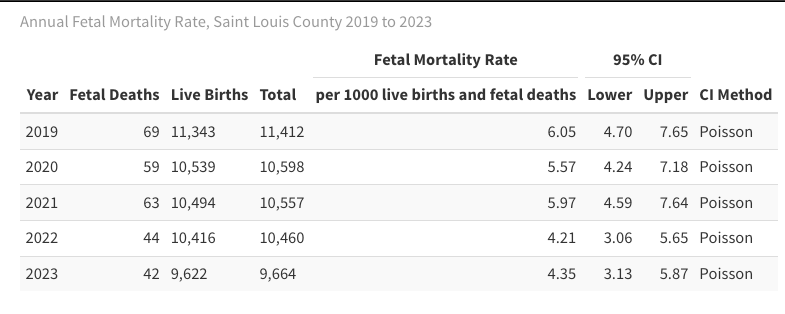 Annual Fetal Mortality Rate, Saint Louis County 2019 to 2023
Fetal Mortality Rate 95% CI
Year Fetal Deaths Live Births Total per 1000 live births and fetal deaths Lower Upper CI Method
2019 69 11,343 11,412 6.05 4.70 7.65 Poisson
2020 59 10,539 10,598 5.57 4.24 7.18 Poisson
2021 63 10,494 10,557 5.97 4.59 7.64 Poisson
2022 44 10,416 10,460 4.21 3.06 5.65 Poisson
2023 42 9,622 9,664 4.35 3.13 5.87 Poisson